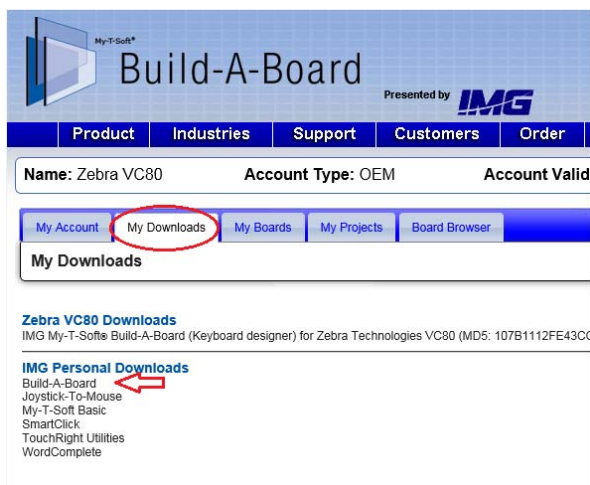 My-T-Soft®
Build-A-Board
Presented by IMG
Product Industries Support Customers Order
Name: Zebra VC80 Account Type: OEM Account Valid
My Account My Downloads My Boards My Projects Board Browser
My Downloads
Zebra VC80 Downloads
IMG My-T-Soft® Build-A-Board (Keyboard designer) for Zebra Technologies VC80 (MD5: 107B1112FE43CC
IMG Personal Downloads
Build-A-Board
Joystick-To-Mouse
My-T-Soft Basic
SmartClick
TouchRight Utilities
WordComplete